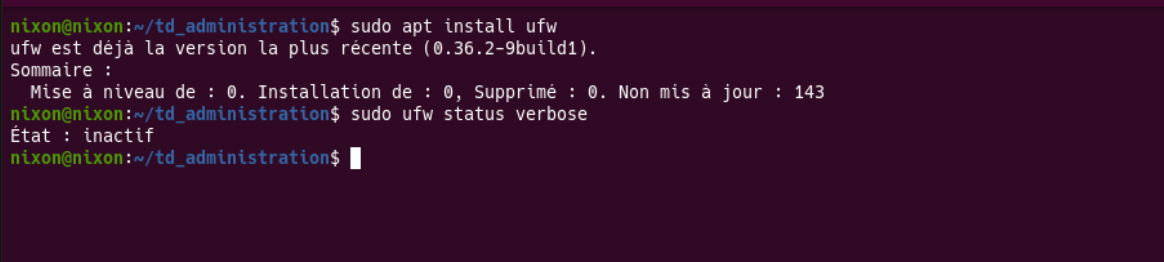 nixon@nixon:~/td_administration$ sudo apt install ufw
ufw est déjà la version la plus récente (0.36.2-9build1).
Sommaire :
  Mise à niveau de : 0. Installation de : 0, Supprimé : 0. Non mis à jour : 143
nixon@nixon:~/td_administration$ sudo ufw status verbose
État : inactif
nixon@nixon:~/td_administration$